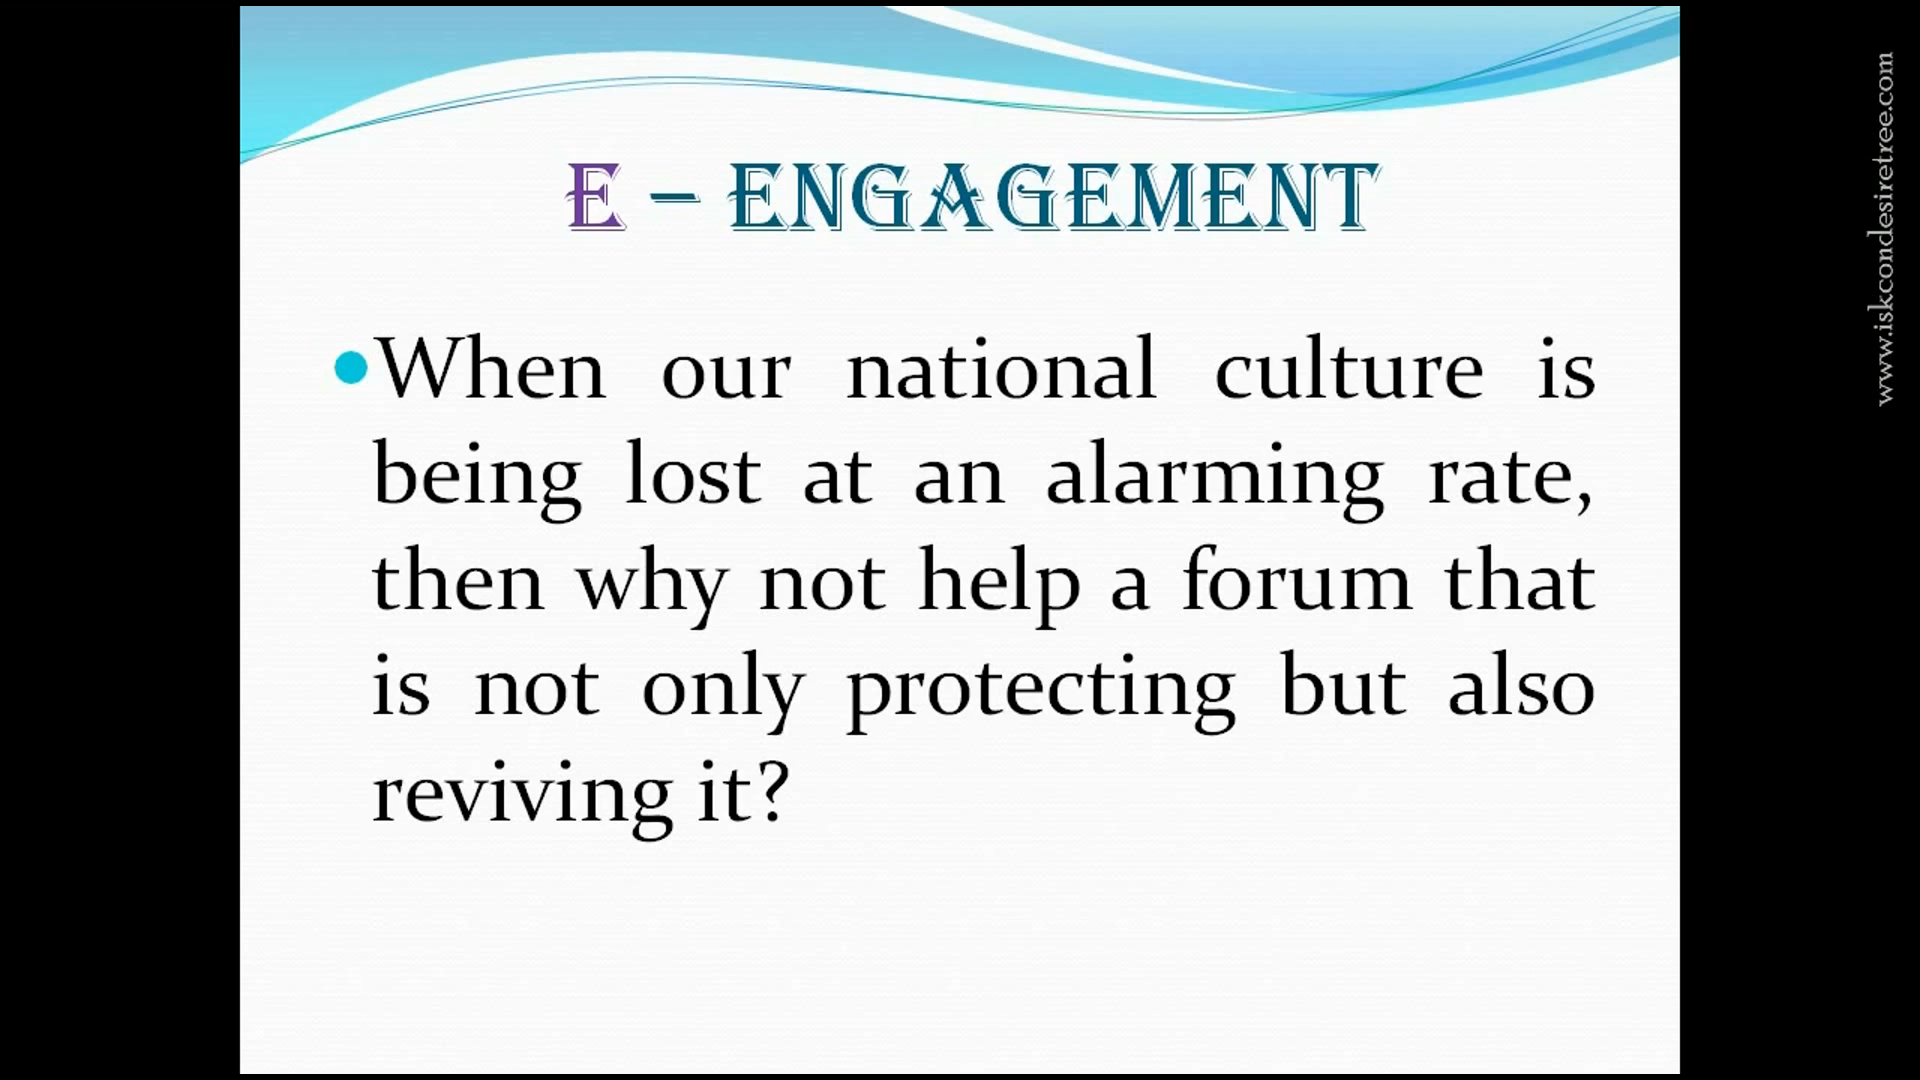 E – ENGAGEMENT
When our national culture is
being lost at an alarming rate,
then why not help a forum that
is not only protecting but also
reviving it?
www.iskcondesiretree.com